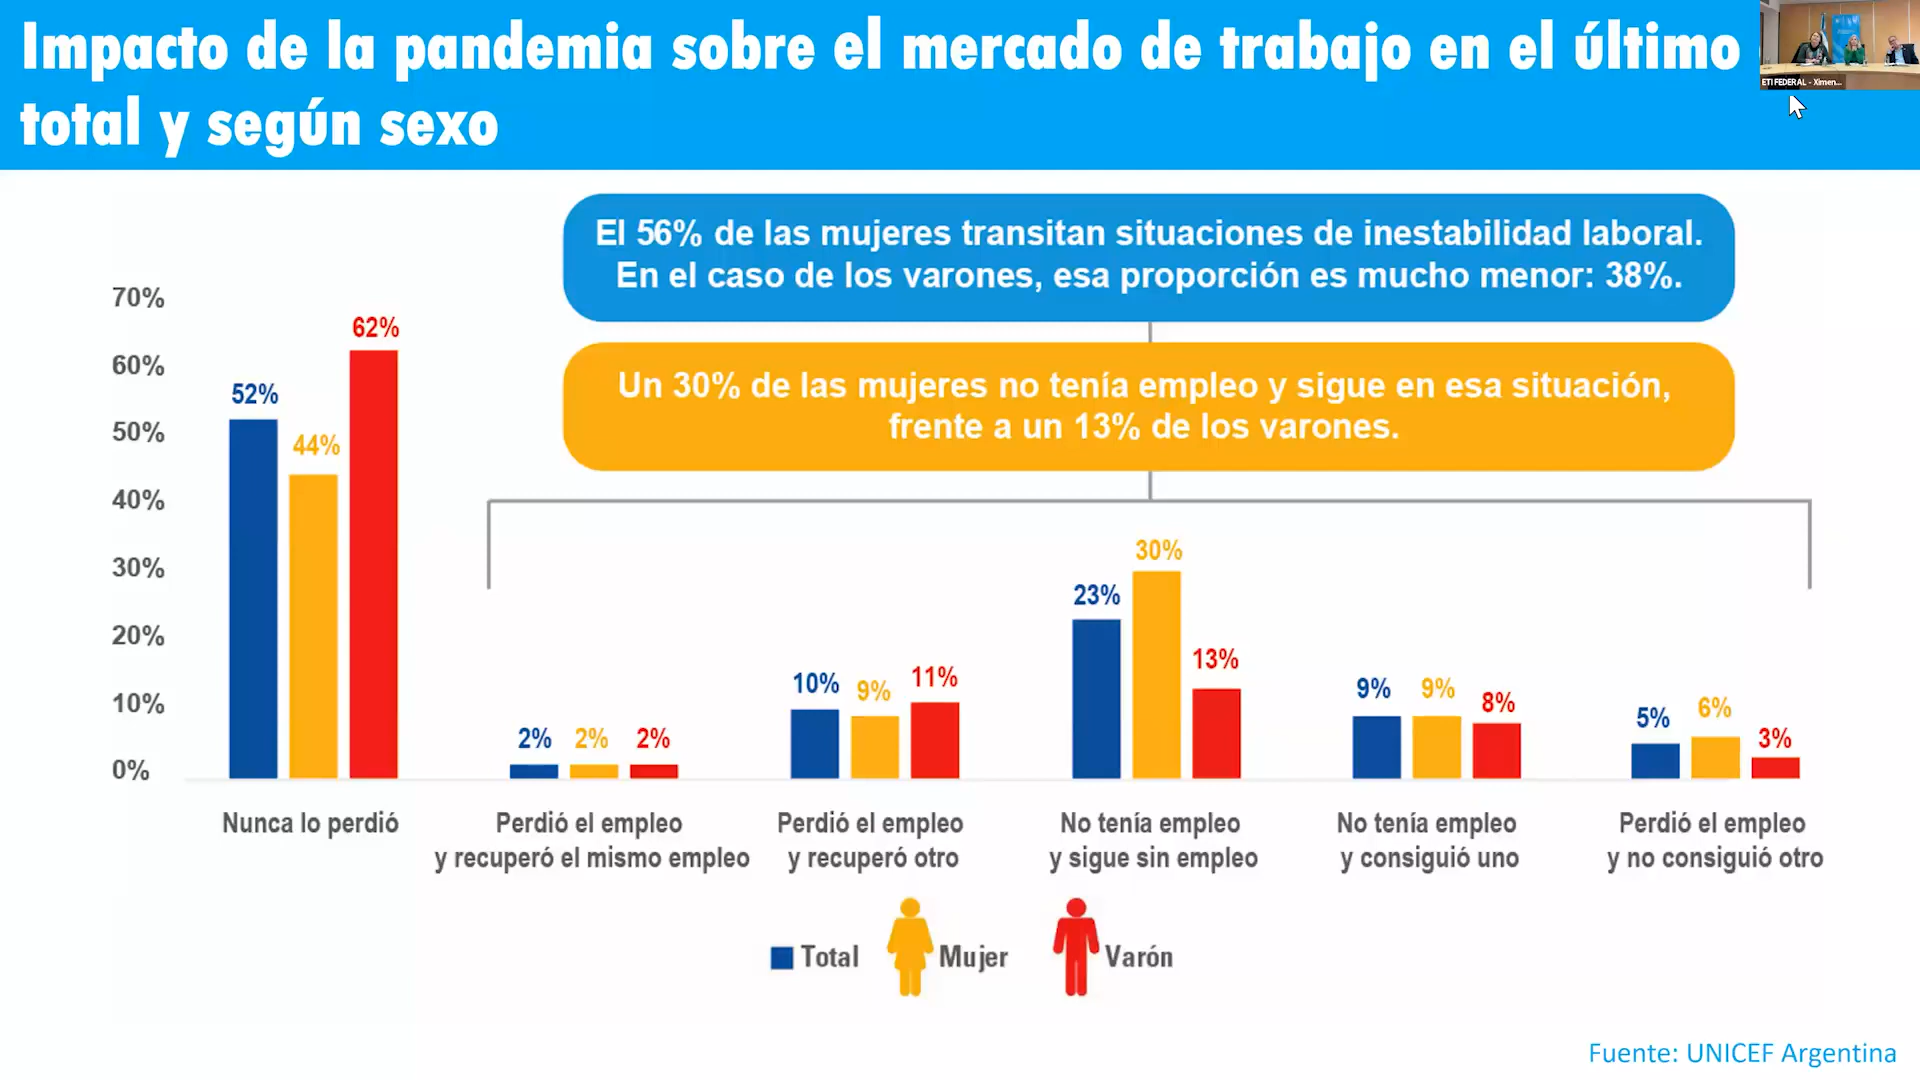 Impacto de la pandemia sobre el mercado de trabajo en el último
total y según sexo
ETI FEDERAL - Ximen...
El 56% de las mujeres transitan situaciones de inestabilidad laboral.
En el caso de los varones, esa proporción es mucho menor: 38%.
Un 30% de las mujeres no tenía empleo y sigue en esa situación,
frente a un 13% de los varones.
70%
60%
50%
40%
30%
20%
10%
0%
52%
44%
62%
2%
2%
2%
10%
9%
11%
23%
30%
13%
9%
9%
8%
5%
6%
3%
Nunca lo perdió
Perdió el empleo
y recuperó el mismo empleo
Perdió el empleo
y recuperó otro
No tenía empleo
y sigue sin empleo
No tenía empleo
y consiguió uno
Perdió el empleo
y no consiguió otro
Total
Mujer
Varón
Fuente: UNICEF Argentina